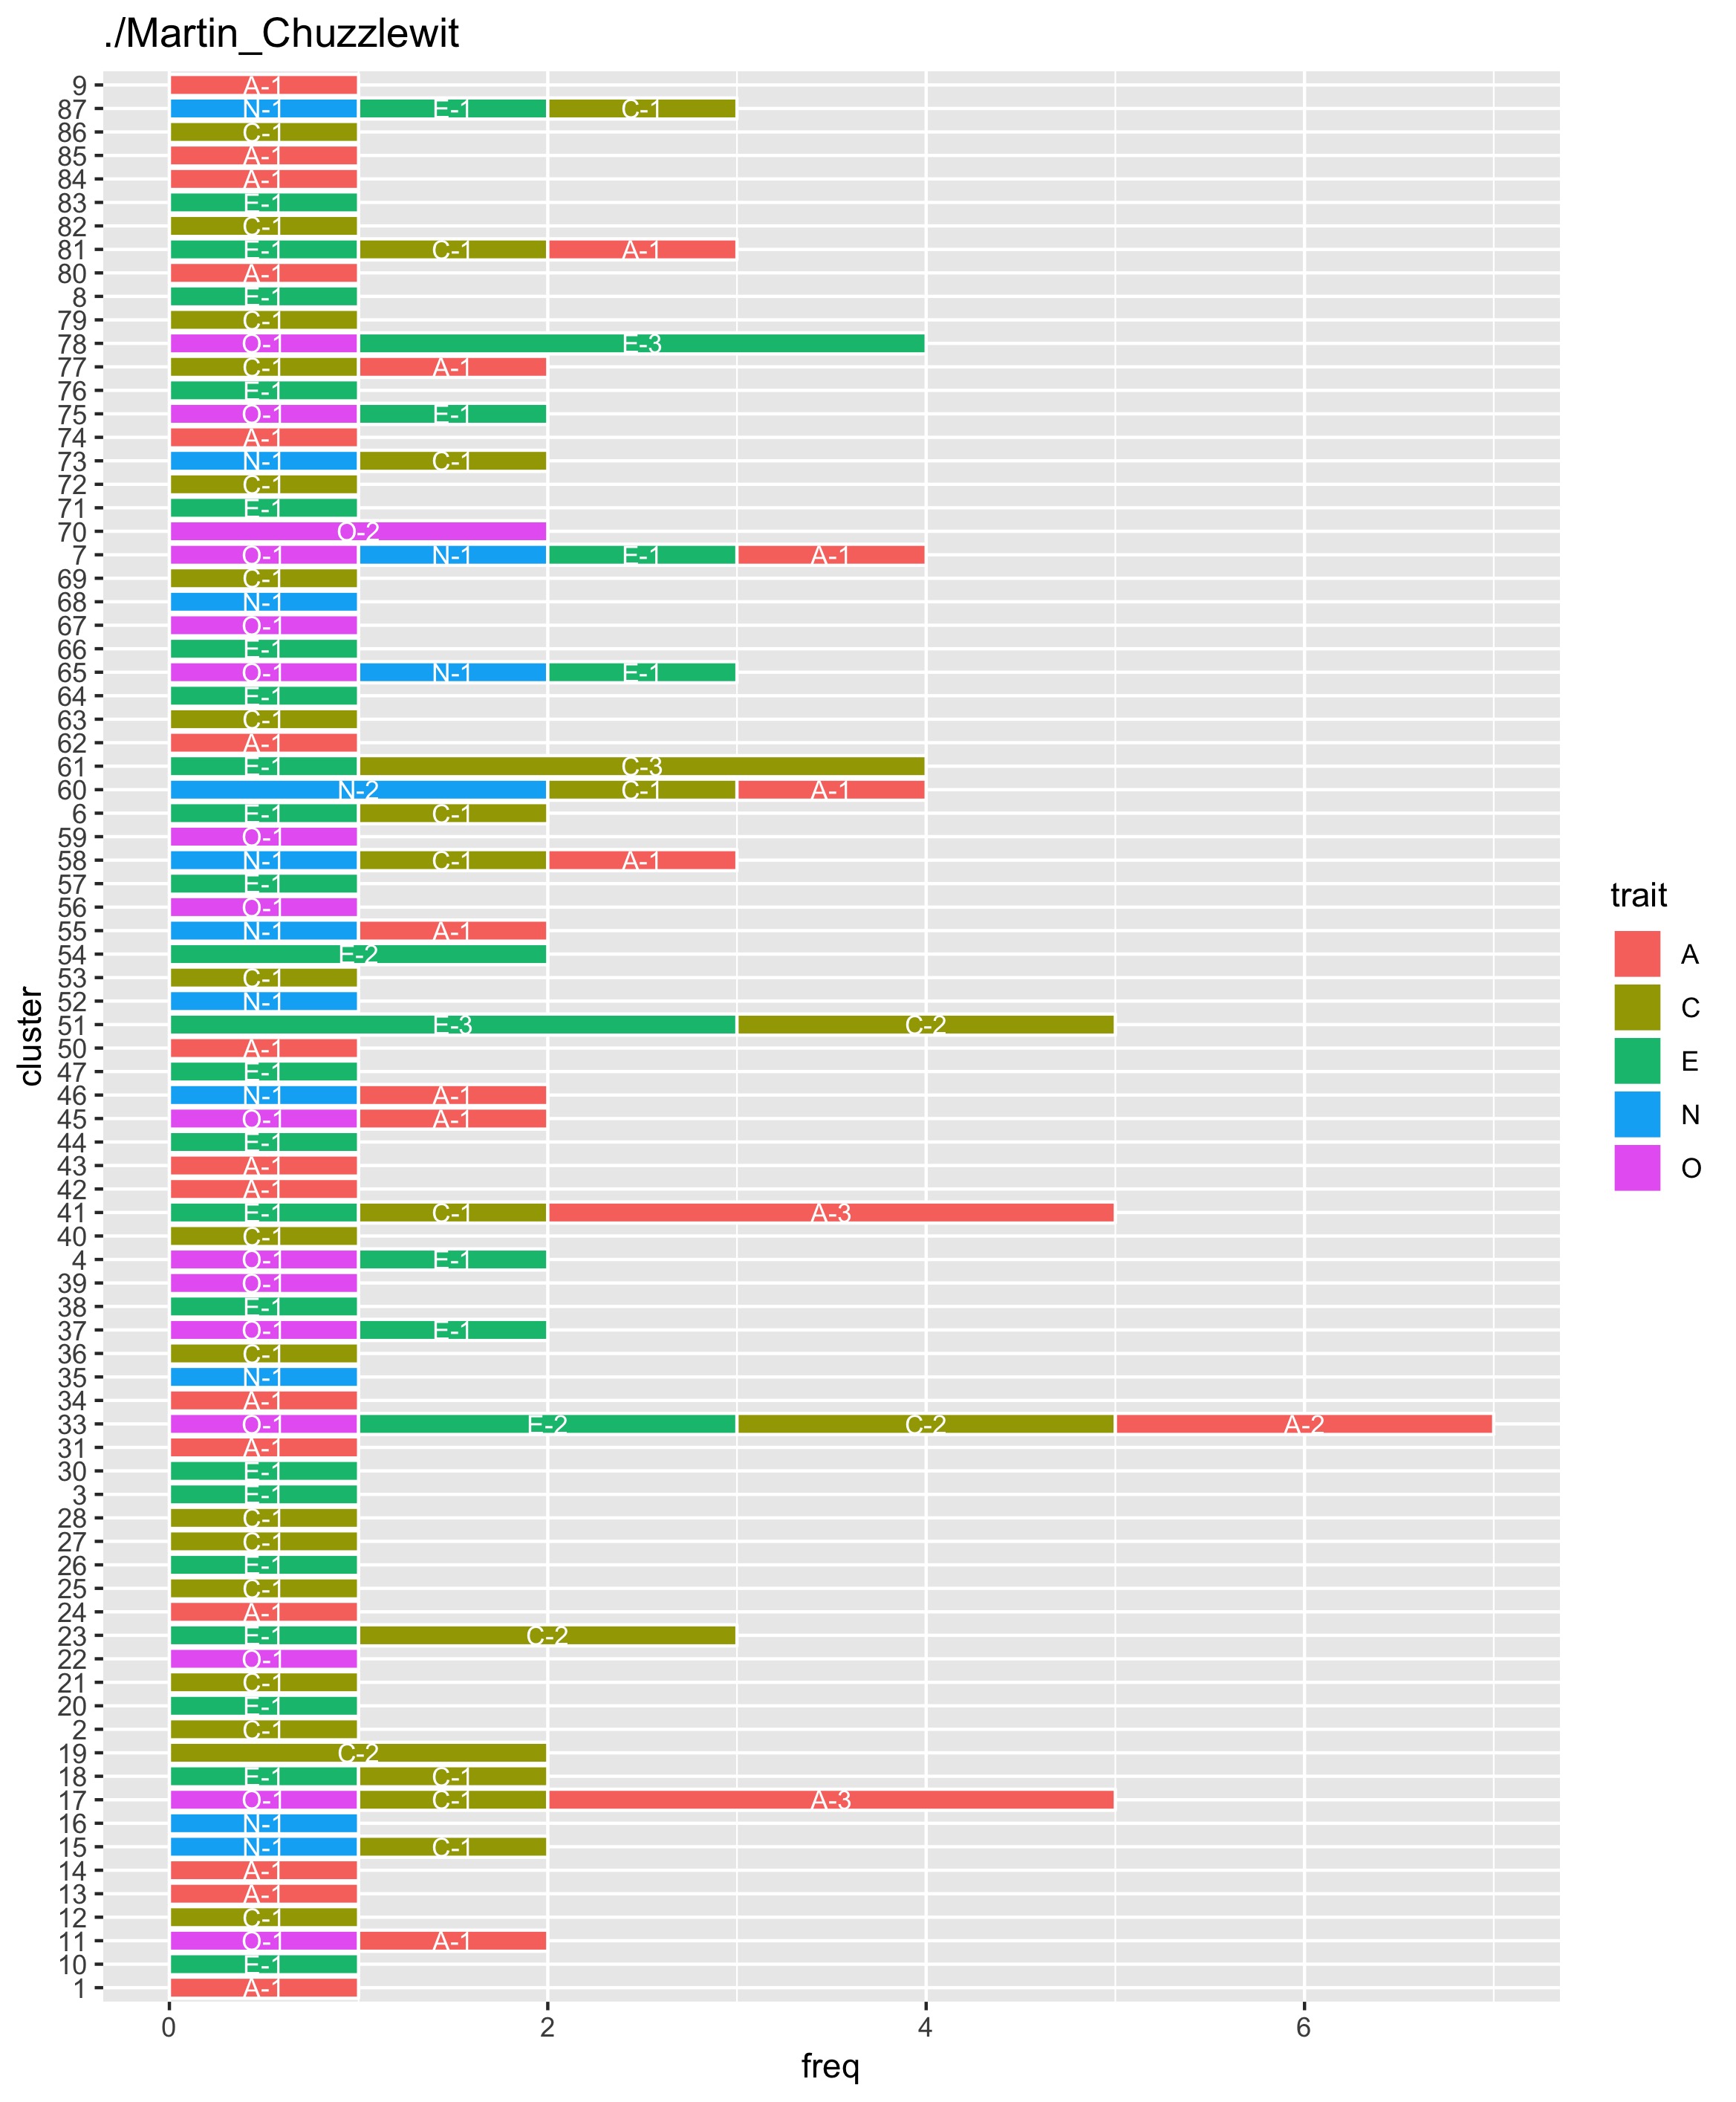 ./Martin_Chuzzlewit
9 A-1
87 N-1 E-1 C-1
86 C-1
85 A-1
84 A-1
83 E-1
82 C-1
81 E-1 C-1 A-1
80 A-1
8 E-1
79 C-1
78 O-1 E-3
77 C-1 A-1
76 E-1
75 O-1 E-1
74 A-1
73 N-1 C-1
72 C-1
71 E-1
70 O-2
7 O-1 N-1 E-1 A-1
69 C-1
68 N-1
67 O-1
66 E-1
65 O-1 N-1 E-1
64 E-1
63 C-1
62 A-1
61 E-1 C-3
60 N-2 C-1 A-1
6 E-1 C-1
59 O-1
58 N-1 C-1 A-1
57 E-1
56 O-1
55 N-1 A-1
54 E-2
53 C-1
52 N-1
51 E-3 C-2
50 A-1
47 E-1
46 N-1 A-1
45 O-1 A-1
44 E-1
43 A-1
42 A-1
41 E-1 C-1 A-3
40 C-1
4 O-1 E-1
39 O-1
38 E-1
37 O-1 E-1
36 C-1
35 N-1
34 A-1
33 O-1 E-2 C-2 A-2
31 A-1
30 E-1
3 E-1
28 C-1
27 C-1
26 E-1
25 C-1
24 A-1
23 E-1 C-2
22 O-1
21 C-1
20 E-1
2 C-1
19 C-2
18 E-1 C-1
17 O-1 C-1 A-3
16 N-1
15 N-1 C-1
14 A-1
13 A-1
12 C-1
11 O-1 A-1
10 E-1
1 A-1
0 2 4 6
freq
cluster
trait
A
C
E
N
O